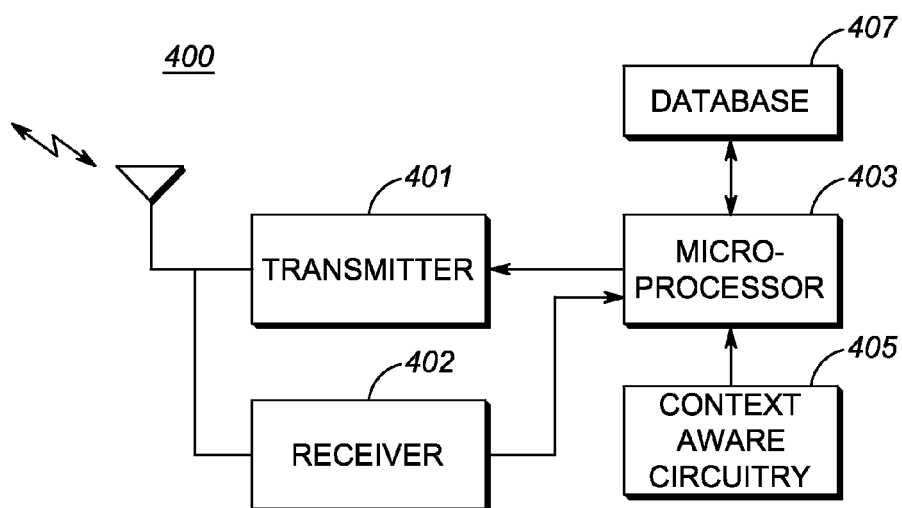 400
407
DATABASE
401
403
TRANSMITTER
MICRO-
PROCESSOR
402
405
RECEIVER
CONTEXT
AWARE
CIRCUITRY